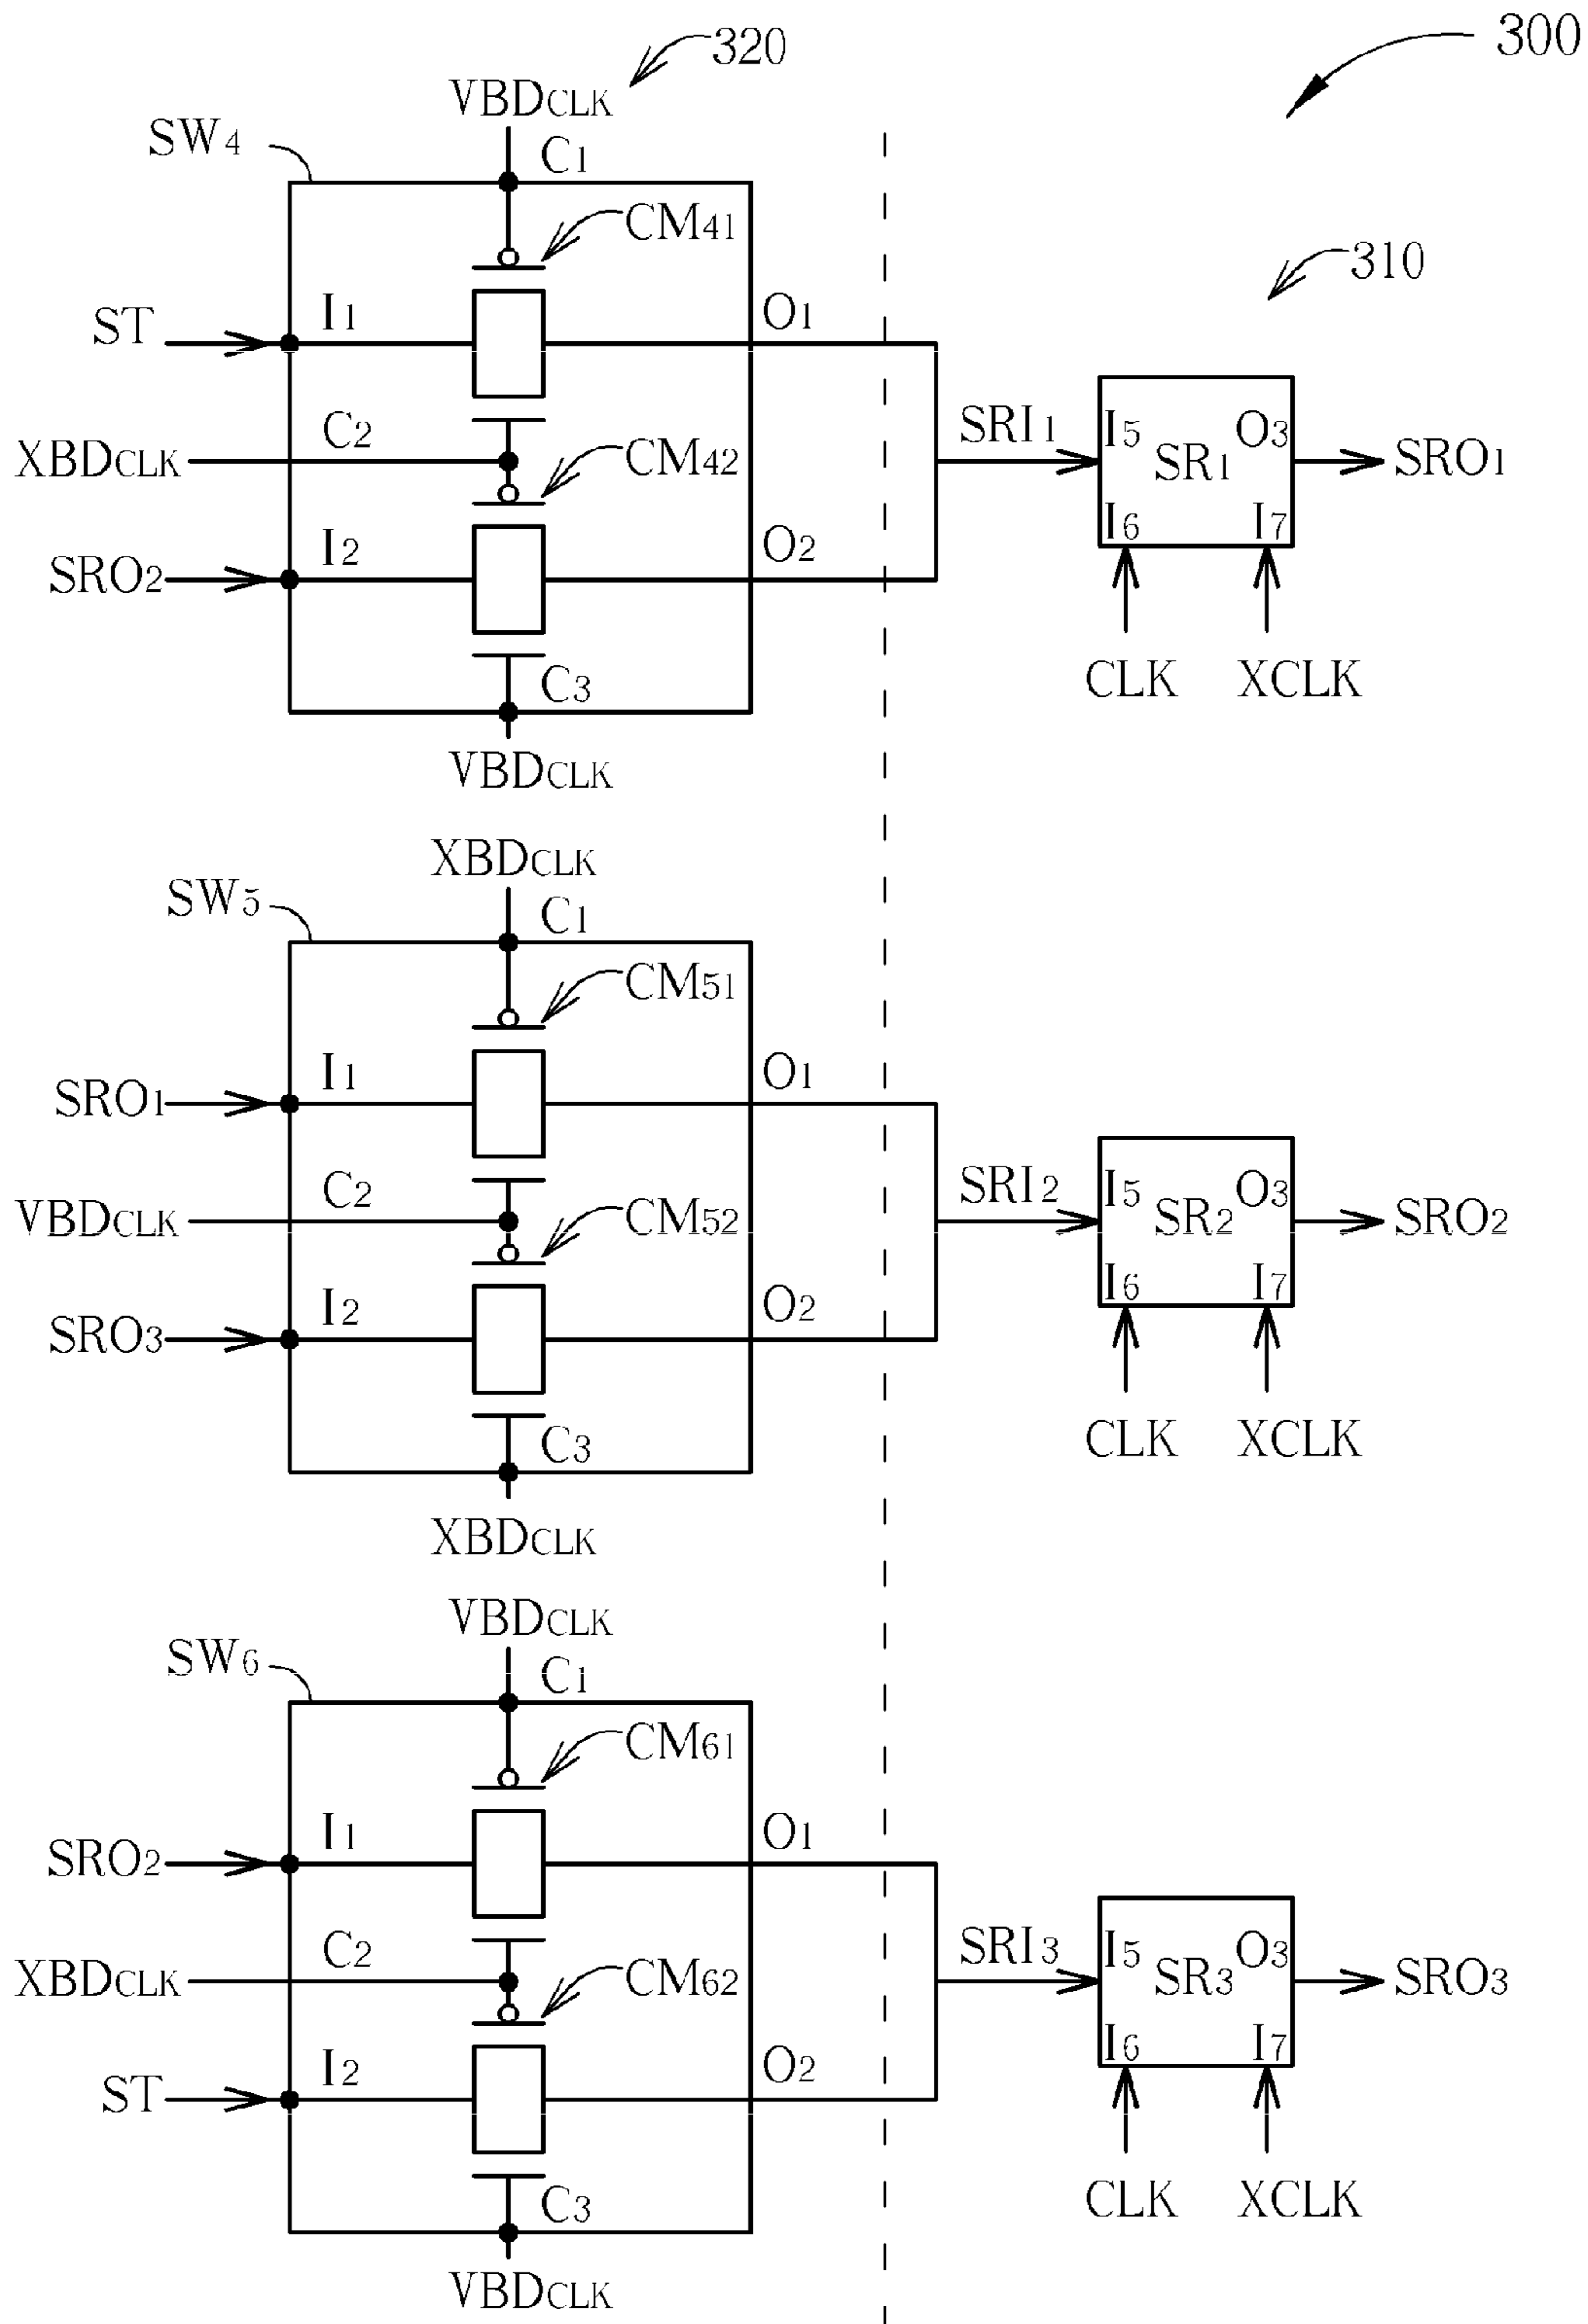 300
320
VBDCLK
SW4
C1
CM41
310
ST
I1
O1
XBDCLK
C2
CM42
SRI1
I5
O3
SR1
SRO1
I6
I7
SRO2
I2
O2
C3
CLK
XCLK
VBDCLK
XBDCLK
SW5
C1
CM51
SRO1
I1
O1
VBDCLK
C2
CM52
SRI2
I5
O3
SR2
SRO2
I6
I7
SRO3
I2
O2
C3
CLK
XCLK
XBDCLK
VBDCLK
SW6
C1
CM61
SRO2
I1
O1
XBDCLK
C2
CM62
SRI3
I5
O3
SR3
SRO3
I6
I7
ST
I2
O2
C3
CLK
XCLK
VBDCLK